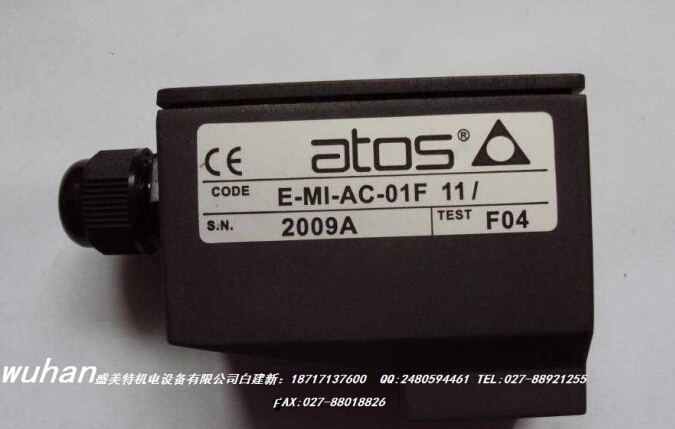 CE atos®
CODE E-MI-AC-01F 11/
S.N. 2009A TEST F04
wuhan盛美特机电设备有限公司白建新：18717137600 QQ:2480594461 TEL:027-88921255
FAX:027-88018826